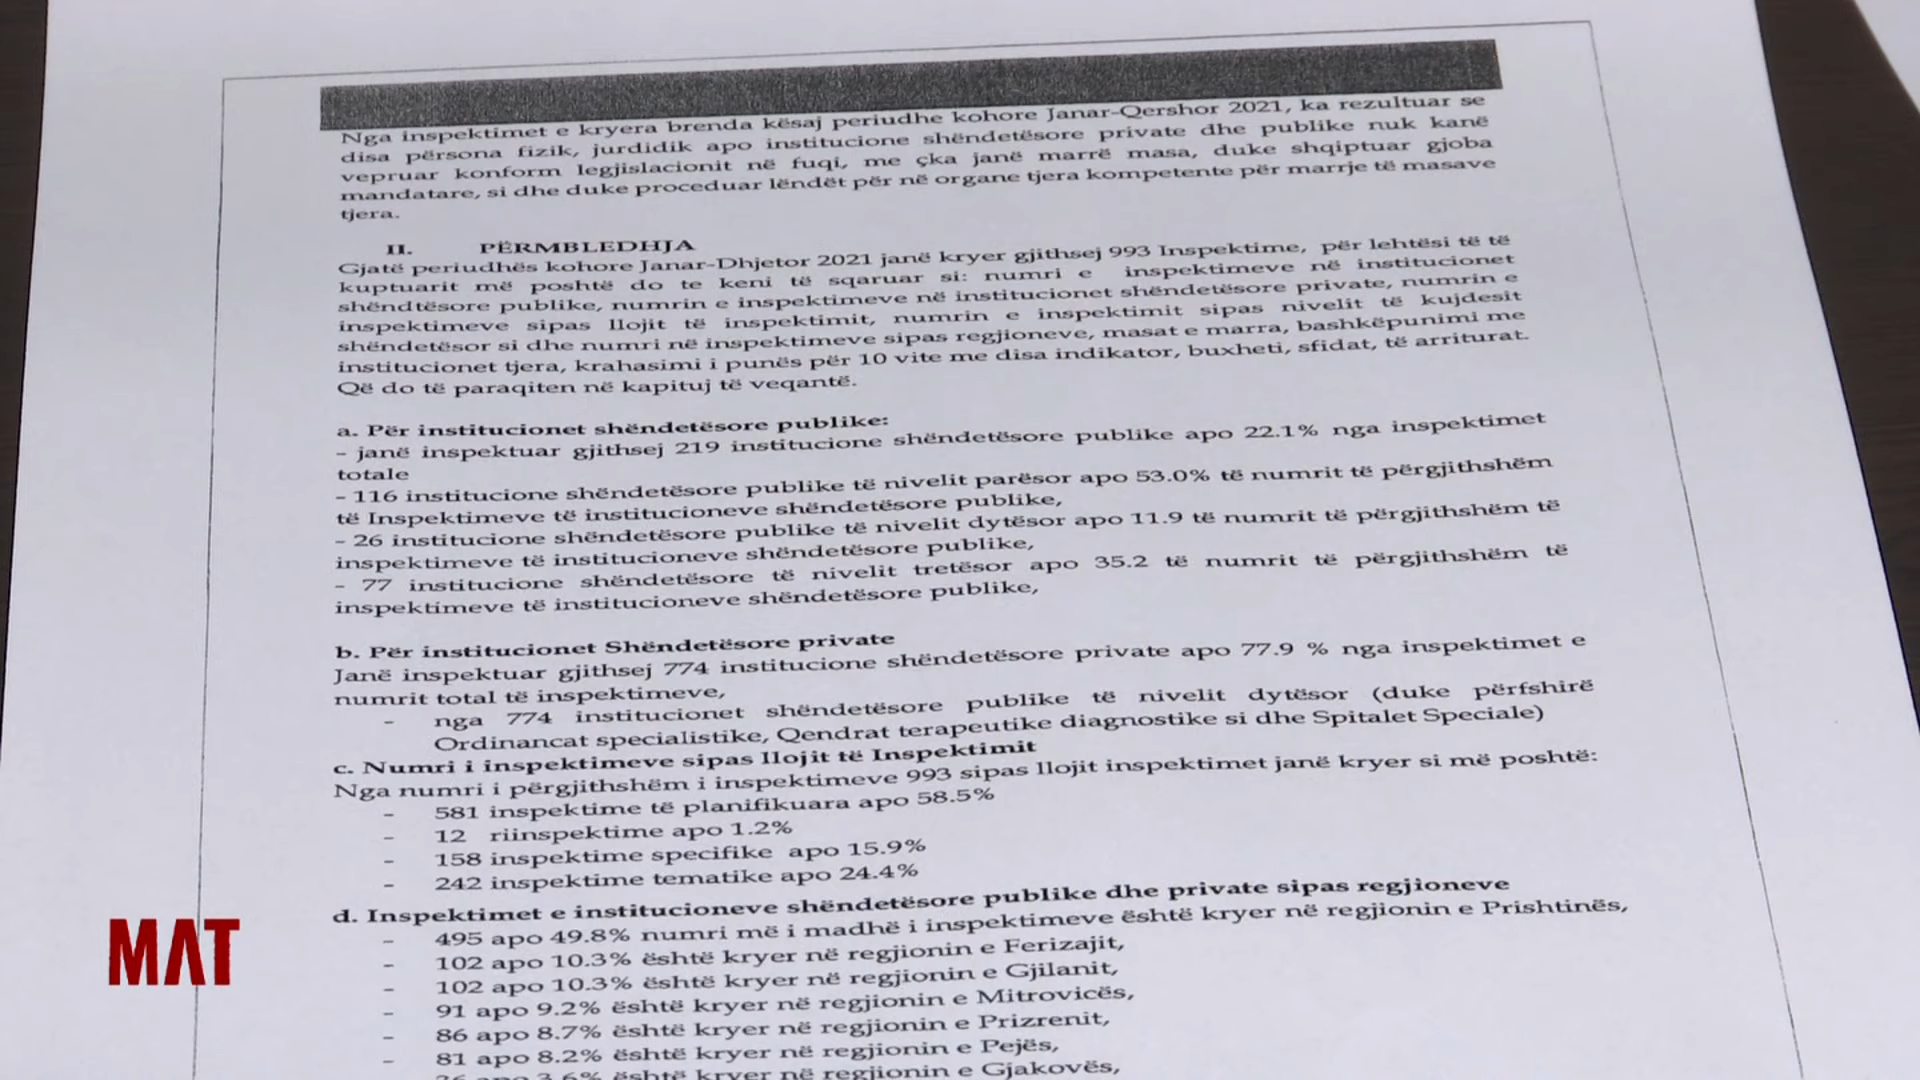 Nga inspektimet e kryera brenda kësaj periudhe kohore Janar-Qershor 2021, ka rezultuar se
disa përsona fizik, jurdidik apo institucione shëndetësore private dhe publike nuk kanë
vepruar konform legjislacionit në fuqi, me çka janë marrë masa, duke shqiptuar gjoba
mandatare, si dhe duke proceduar lëndët për në organe tjera kompetente për marrje të masave
tjera.
II. PËRMBLEDHJA
Gjatë periudhës kohore Janar-Dhjetor 2021 janë kryer gjithsej 993 Inspektime, për lehtësi të të
kuptuarit më poshtë do te keni të sqaruar si: numri e inspektimeve në institucionet
shëndtësore publike, numrin e inspektimeve në institucionet shëndetësore private, numrin e
inspektimeve sipas llojit të inspektimit, numrin e inspektimit sipas nivelit të kujdesit
shëndetësor si dhe numri në inspektimeve sipas regjioneve, masat e marra, bashkëpunimi me
institucionet tjera, krahasimi i punës për 10 vite me disa indikator, buxheti, sfidat, të arriturat.
Që do të paraqiten në kapituj të veqantë.
a. Për institucionet shëndetësore publike:
- janë inspektuar gjithsej 219 institucione shëndetësore publike apo 22.1% nga inspektimet
totale
- 116 institucione shëndetësore publike të nivelit parësor apo 53.0% të numrit të përgjithshëm
të Inspektimeve të institucioneve shëndetësore publike,
- 26 institucione shëndetësore publike të nivelit dytësor apo 11.9 të numrit të përgjithshëm të
inspektimeve të institucioneve shëndetësore publike,
- 77 institucione shëndetësore të nivelit tretësor apo 35.2 të numrit të përgjithshëm të
inspektimeve të institucioneve shëndetësore publike,
b. Për institucionet Shëndetësore private
Janë inspektuar gjithsej 774 institucione shëndetësore private apo 77.9 % nga inspektimet e
numrit total të inspektimeve,
- nga 774 institucionet shëndetësore publike të nivelit dytësor (duke përfshirë
Ordinancat specialistike, Qendrat terapeutike diagnostike si dhe Spitalet Speciale)
c. Numri i inspektimeve sipas llojit të Inspektimit
Nga numri i përgjithshëm i inspektimeve 993 sipas llojit inspektimet janë kryer si më poshtë:
- 581 inspektime të planifikuara apo 58.5%
- 12 riinspektime apo 1.2%
- 158 inspektime specifike apo 15.9%
- 242 inspektime tematike apo 24.4%
d. Inspektimet e institucioneve shëndetësore publike dhe private sipas regjioneve
- 495 apo 49.8% numri më i madhë i inspektimeve është kryer në regjionin e Prishtinës,
- 102 apo 10.3% është kryer në regjionin e Ferizajit,
- 102 apo 10.3% është kryer në regjionin e Gjilanit,
- 91 apo 9.2% është kryer në regjionin e Mitrovicës,
- 86 apo 8.7% është kryer në regjionin e Prizrenit,
- 81 apo 8.2% është kryer në regjionin e Pejës,
36 apo 3.6% është kryer në regjionin e Gjakovës,
MAT